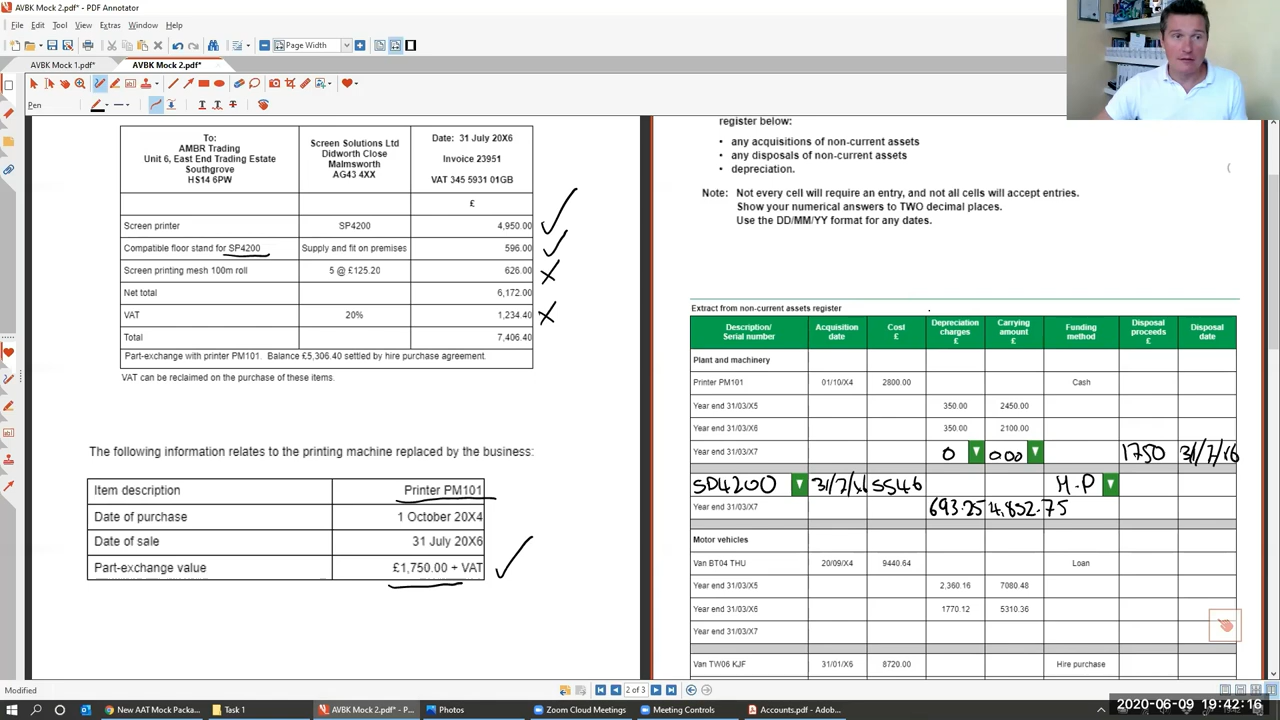 AVBK Mock 2.pdf* - PDF Annotator
File Edit Tool View Extras Window Help
Page Width
AVBK Mock 1.pdf* AVBK Mock 2.pdf*
Pen
To:
AMBR Trading
Unit 6, East End Trading Estate
Southgrove
HS14 6PW
Screen Solutions Ltd
Didworth Close
Malmsworth
AG43 4XX
Date: 31 July 20X6
Invoice 23951
VAT 345 5931 01GB
£
Screen printer SP4200 4,950.00
Compatible floor stand for SP4200 Supply and fit on premises 596.00
Screen printing mesh 100m roll 5 @ £125.20 626.00
Net total 6,172.00
VAT 20% 1,234.40
Total 7,406.40
Part-exchange with printer PM101. Balance £5,306.40 settled by hire purchase agreement.
VAT can be reclaimed on the purchase of these items.
The following information relates to the printing machine replaced by the business:
Item description Printer PM101
Date of purchase 1 October 20X4
Date of sale 31 July 20X6
Part-exchange value £1,750.00 + VAT
register below:
• any acquisitions of non-current assets
• any disposals of non-current assets
• depreciation.
Note: Not every cell will require an entry, and not all cells will accept entries.
Show your numerical answers to TWO decimal places.
Use the DD/MM/YY format for any dates.
Extract from non-current assets register
Description/ Serial number Acquisition date Cost £ Depreciation charges £ Carrying amount £ Funding method Disposal proceeds £ Disposal date
Plant and machinery
Printer PM101 01/10/X4 2800.00 Cash
Year end 31/03/X5 350.00 2450.00
Year end 31/03/X6 350.00 2100.00
Year end 31/03/X7 0 000 1750 31/7/X6
SP4200 31/7/X6 5546 H.P
Year end 31/03/X7 693.25 4,852.75
Motor vehicles
Van BT04 THU 20/09/X4 9440.64 Loan
Year end 31/03/X5 2,360.16 7080.48
Year end 31/03/X6 1770.12 5310.36
Year end 31/03/X7
Van TW06 KJF 31/01/X6 8720.00 Hire purchase
Modified
2 of 3
New AAT Mock Packa...
Task 1
AVBK Mock 2.pdf* - P...
Photos
Zoom Cloud Meetings
Meeting Controls
Accounts.pdf - Adob...
2020-06-09 19:42:16